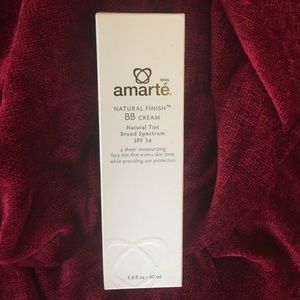 amarté
NATURAL FINISH™
BB CREAM
Natural Tint
Broad Spectrum
SPF 36
a sheer moisturizing
face tint that evens skin tone
while providing sun protection
1.4 fl oz • 40 ml